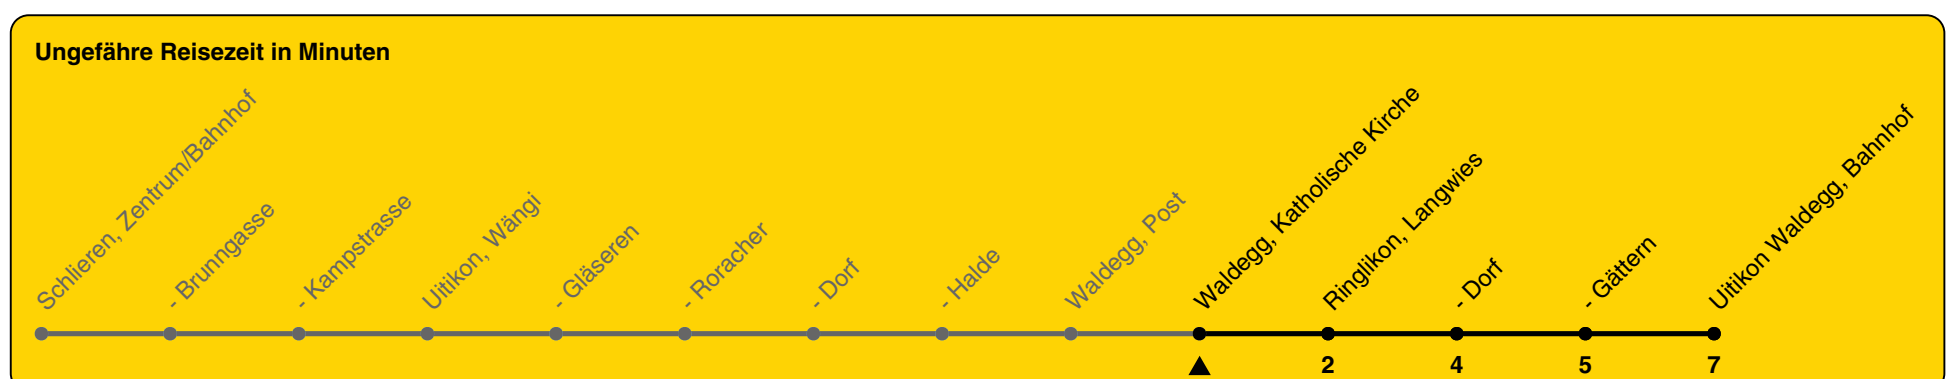 Ungefähre Reisezeit in Minuten
Schlieren, Zentrum/Bahnhof
- Brunngasse
- Kampstrasse
Uitikon, Wängi
- Gläseren
- Roracher
- Dorf
- Halde
Waldegg, Post
Waldegg, Katholische Kirche
Ringlikon, Langwies
- Dorf
- Gättern
Uitikon Waldegg, Bahnhof
2 4 5 7